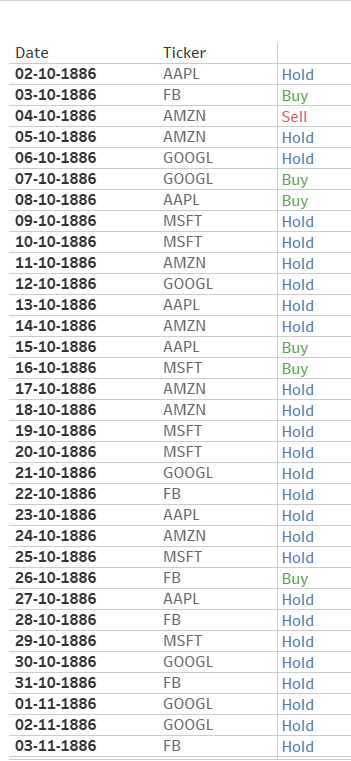 Date Ticker
02-10-1886 AAPL Hold
03-10-1886 FB Buy
04-10-1886 AMZN Sell
05-10-1886 AMZN Hold
06-10-1886 GOOGL Hold
07-10-1886 GOOGL Buy
08-10-1886 AAPL Buy
09-10-1886 MSFT Hold
10-10-1886 MSFT Hold
11-10-1886 AMZN Hold
12-10-1886 GOOGL Hold
13-10-1886 AAPL Hold
14-10-1886 AMZN Hold
15-10-1886 AAPL Buy
16-10-1886 MSFT Buy
17-10-1886 AMZN Hold
18-10-1886 AMZN Hold
19-10-1886 MSFT Hold
20-10-1886 MSFT Hold
21-10-1886 GOOGL Hold
22-10-1886 FB Hold
23-10-1886 AAPL Hold
24-10-1886 AMZN Hold
25-10-1886 MSFT Hold
26-10-1886 FB Buy
27-10-1886 AAPL Hold
28-10-1886 FB Hold
29-10-1886 MSFT Hold
30-10-1886 GOOGL Hold
31-10-1886 FB Hold
01-11-1886 GOOGL Hold
02-11-1886 GOOGL Hold
03-11-1886 FB Hold